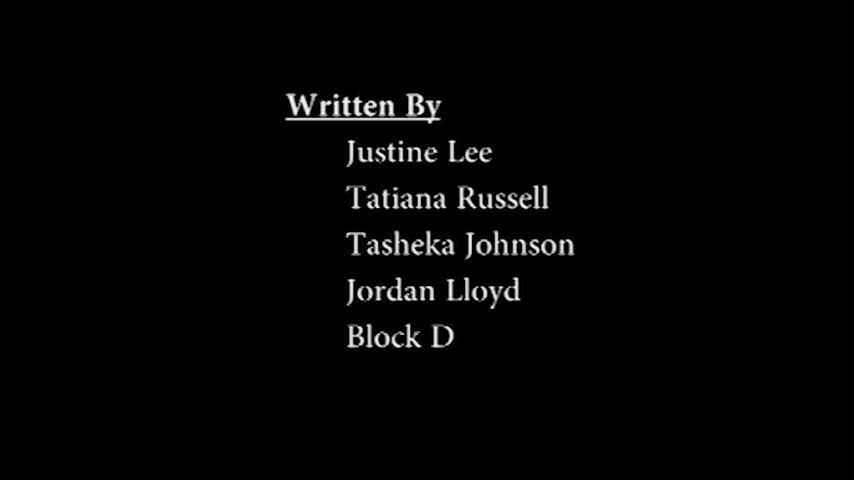 Written By
Justine Lee
Tatiana Russell
Tasheka Johnson
Jordan Lloyd
Block D